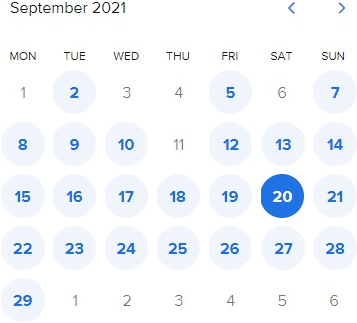 September 2021
MON TUE WED THU FRI SAT SUN
1 2 3 4 5 6 7
8 9 10 11 12 13 14
15 16 17 18 19 20 21
22 23 24 25 26 27 28
29 1 2 3 4 5 6